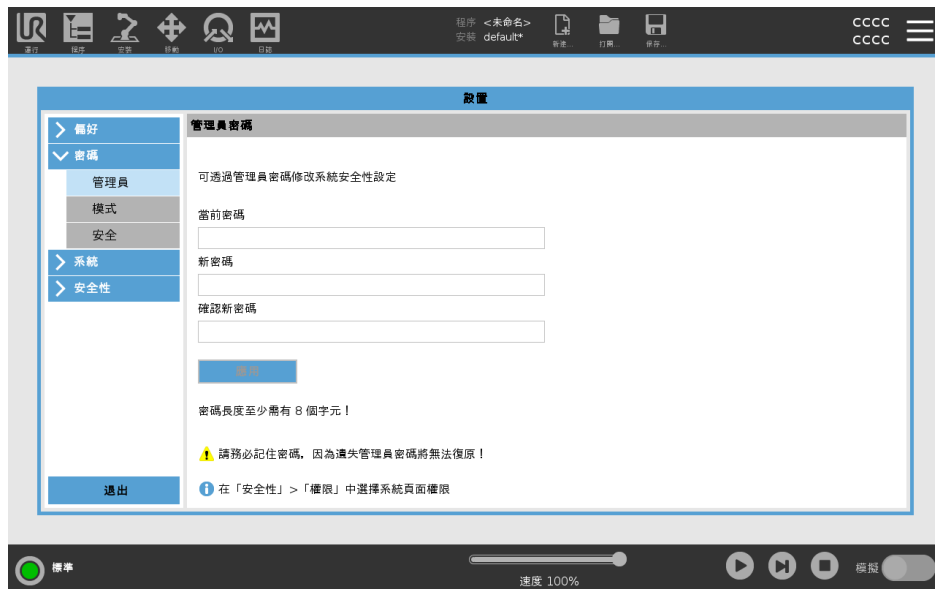 程序 <未命名>
安裝 default*
運行 程序 安裝 移動 I/O 日誌
新建... 打開... 保存...
cccc
cccc
設置
偏好
密碼
管理員
模式
安全
系統
安全性
退出
管理員密碼
可透過管理員密碼修改系統安全性設定
當前密碼
新密碼
確認新密碼
應用
密碼長度至少需有 8 個字元！
請務必記住密碼，因為遺失管理員密碼將無法復原！
在「安全性」>「權限」中選擇系統頁面權限
標準
速度 100%
模擬